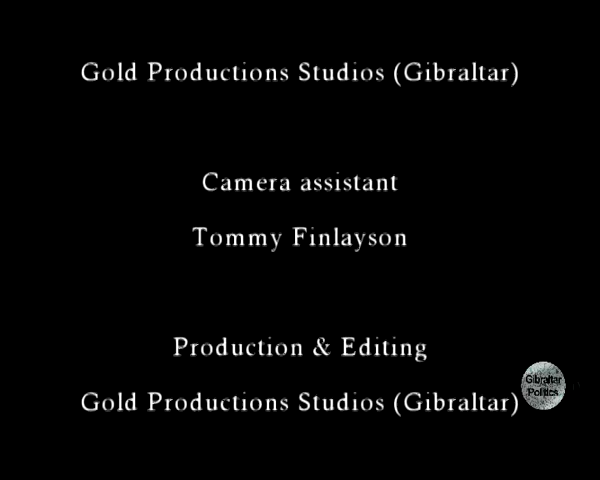 Gold Productions Studios (Gibraltar)
Camera assistant
Tommy Finlayson
Production & Editing
Gold Productions Studios (Gibraltar)
Gibraltar
Politics